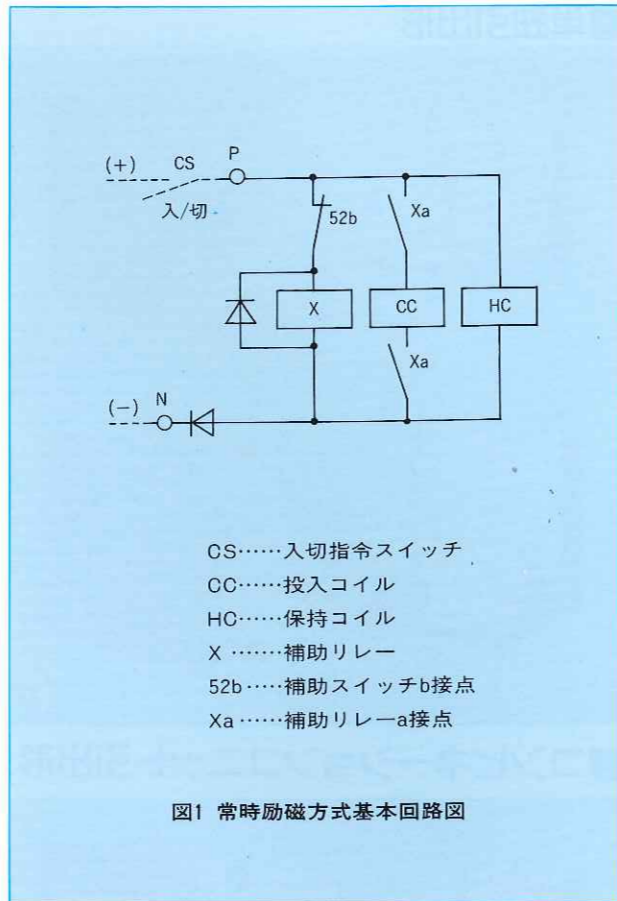 (+) CS P
入/切
52b
Xa
X
CC
HC
Xa
(−) N
CS……入切指令スイッチ
CC……投入コイル
HC……保持コイル
X ……補助リレー
52b……補助スイッチb接点
Xa……補助リレーa接点
図1 常時励磁方式基本回路図